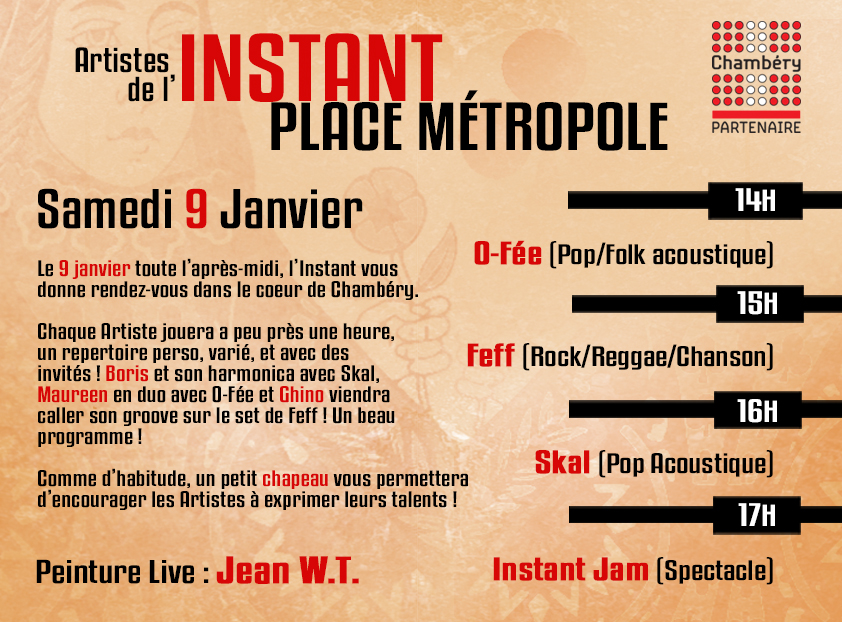 Artistes
de l'INSTANT
PLACE MÉTROPOLE
Chambéry
PARTENAIRE
Samedi 9 Janvier
Le 9 janvier toute l'après-midi, l'Instant vous
donne rendez-vous dans le coeur de Chambéry.
Chaque Artiste jouera a peu près une heure,
un repertoire perso, varié, et avec des
invités ! Boris et son harmonica avec Skal,
Maureen en duo avec O-Fée et Ghino viendra
caller son groove sur le set de Feff ! Un beau
programme !
Comme d'habitude, un petit chapeau vous permettera
d'encourager les Artistes à exprimer leurs talents !
Peinture Live : Jean W.T.
14H
O-Fée (Pop/Folk acoustique)
15H
Feff (Rock/Reggae/Chanson)
16H
Skal (Pop Acoustique)
17H
Instant Jam (Spectacle)